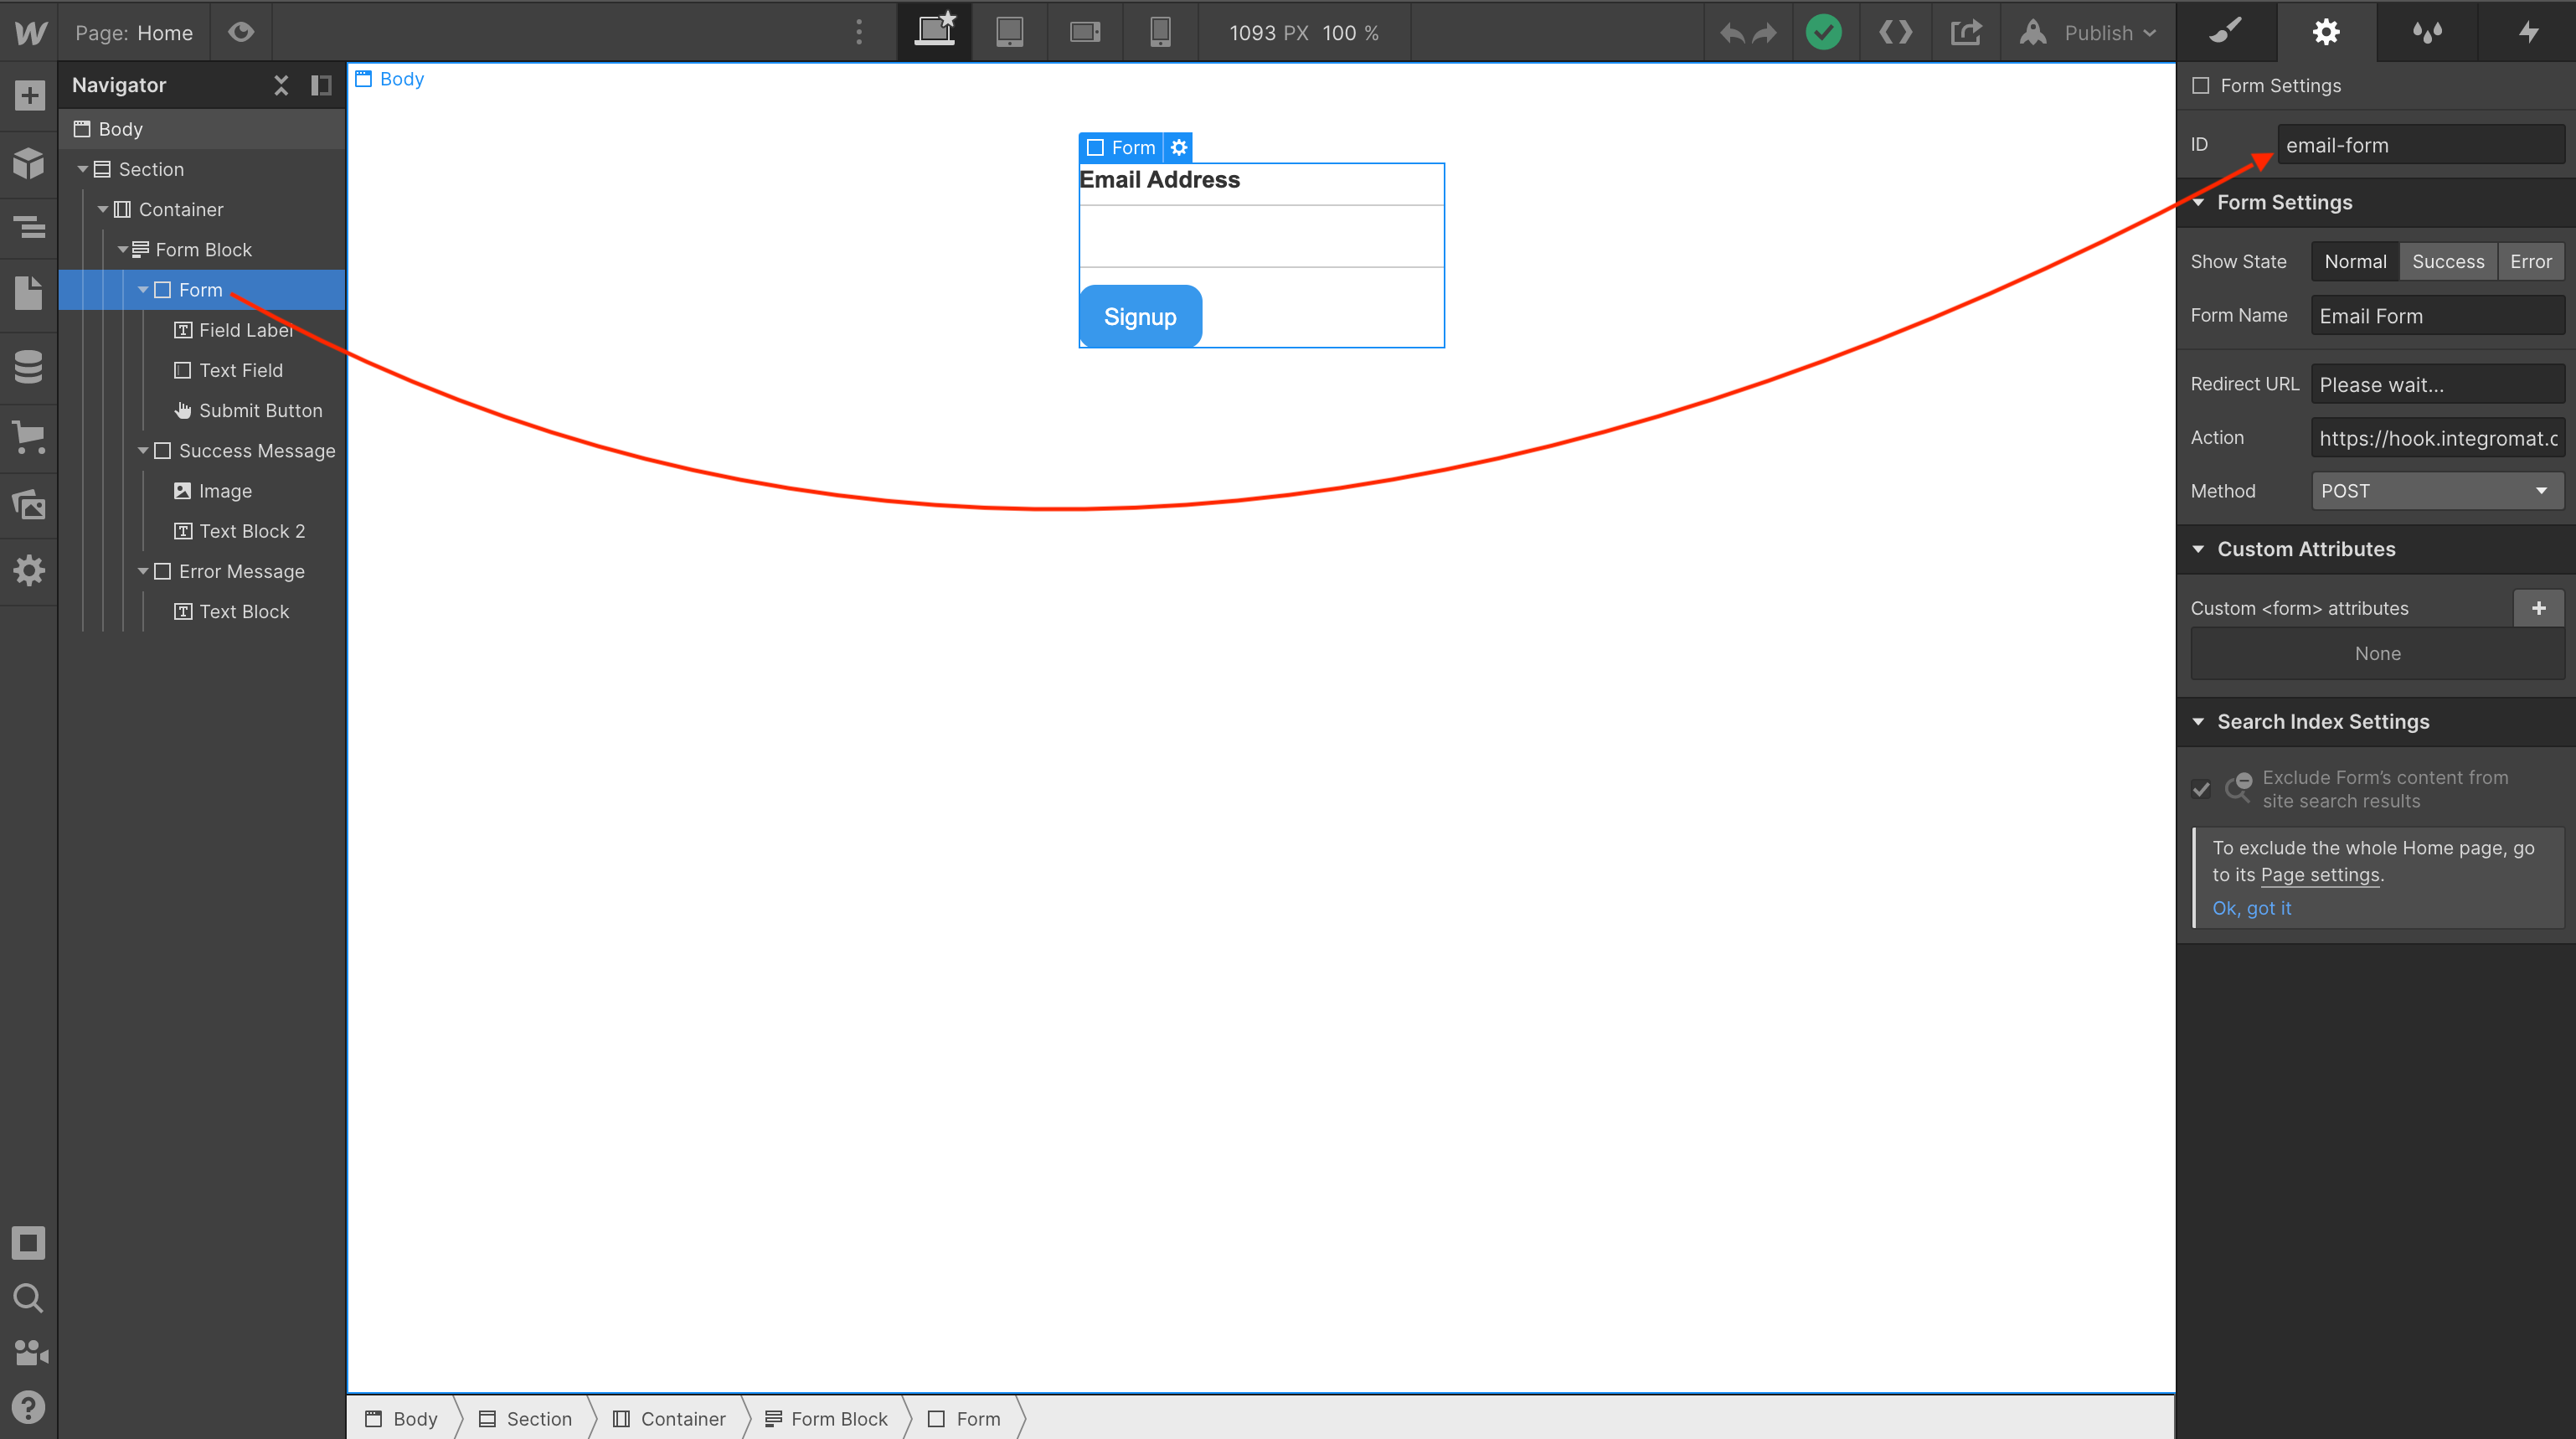 Page: Home
1093 PX 100 %
Publish
Navigator
Body
Section
Container
Form Block
Form
Field Label
Text Field
Submit Button
Success Message
Image
Text Block 2
Error Message
Text Block
Body
Form
Email Address
Signup
Body
Section
Container
Form Block
Form
Form Settings
ID
email-form
Form Settings
Show State
Normal
Success
Error
Form Name
Email Form
Redirect URL
Please wait...
Action
https://hook.integromat.c
Method
POST
Custom Attributes
Custom <form> attributes
+
None
Search Index Settings
Exclude Form's content from
site search results
To exclude the whole Home page, go
to its Page settings.
Ok, got it